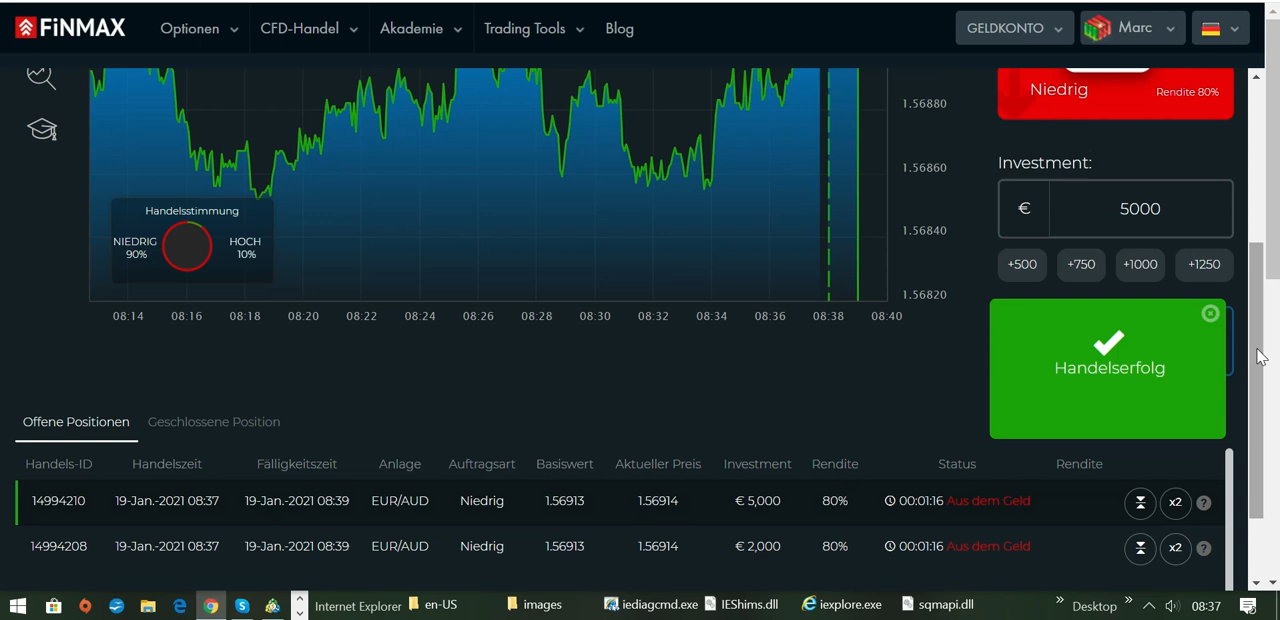 FiNMAX Optionen CFD-Handel Akademie Trading Tools Blog GELDKONTO Marc
Niedrig Rendite 80%
1.56880
1.56860
1.56840
1.56820
Handelsstimmung
NIEDRIG 90%
HOCH 10%
08:14 08:16 08:18 08:20 08:22 08:24 08:26 08:28 08:30 08:32 08:34 08:36 08:38 08:40
Investment:
€ 5000
+500 +750 +1000 +1250
Handelserfolg
Offene Positionen Geschlossene Position
Handels-ID Handelszeit Fälligkeitszeit Anlage Auftragsart Basiswert Aktueller Preis Investment Rendite Status Rendite
14994210 19-Jan.-2021 08:37 19-Jan.-2021 08:39 EUR/AUD Niedrig 1.56913 1.56914 € 5,000 80% 00:01:16 Aus dem Geld x2 ?
14994208 19-Jan.-2021 08:37 19-Jan.-2021 08:39 EUR/AUD Niedrig 1.56913 1.56914 € 2,000 80% 00:01:16 Aus dem Geld x2 ?
Internet Explorer en-US images iediagcmd.exe IEShims.dll iexplore.exe sqmapi.dll » Desktop » 08:37